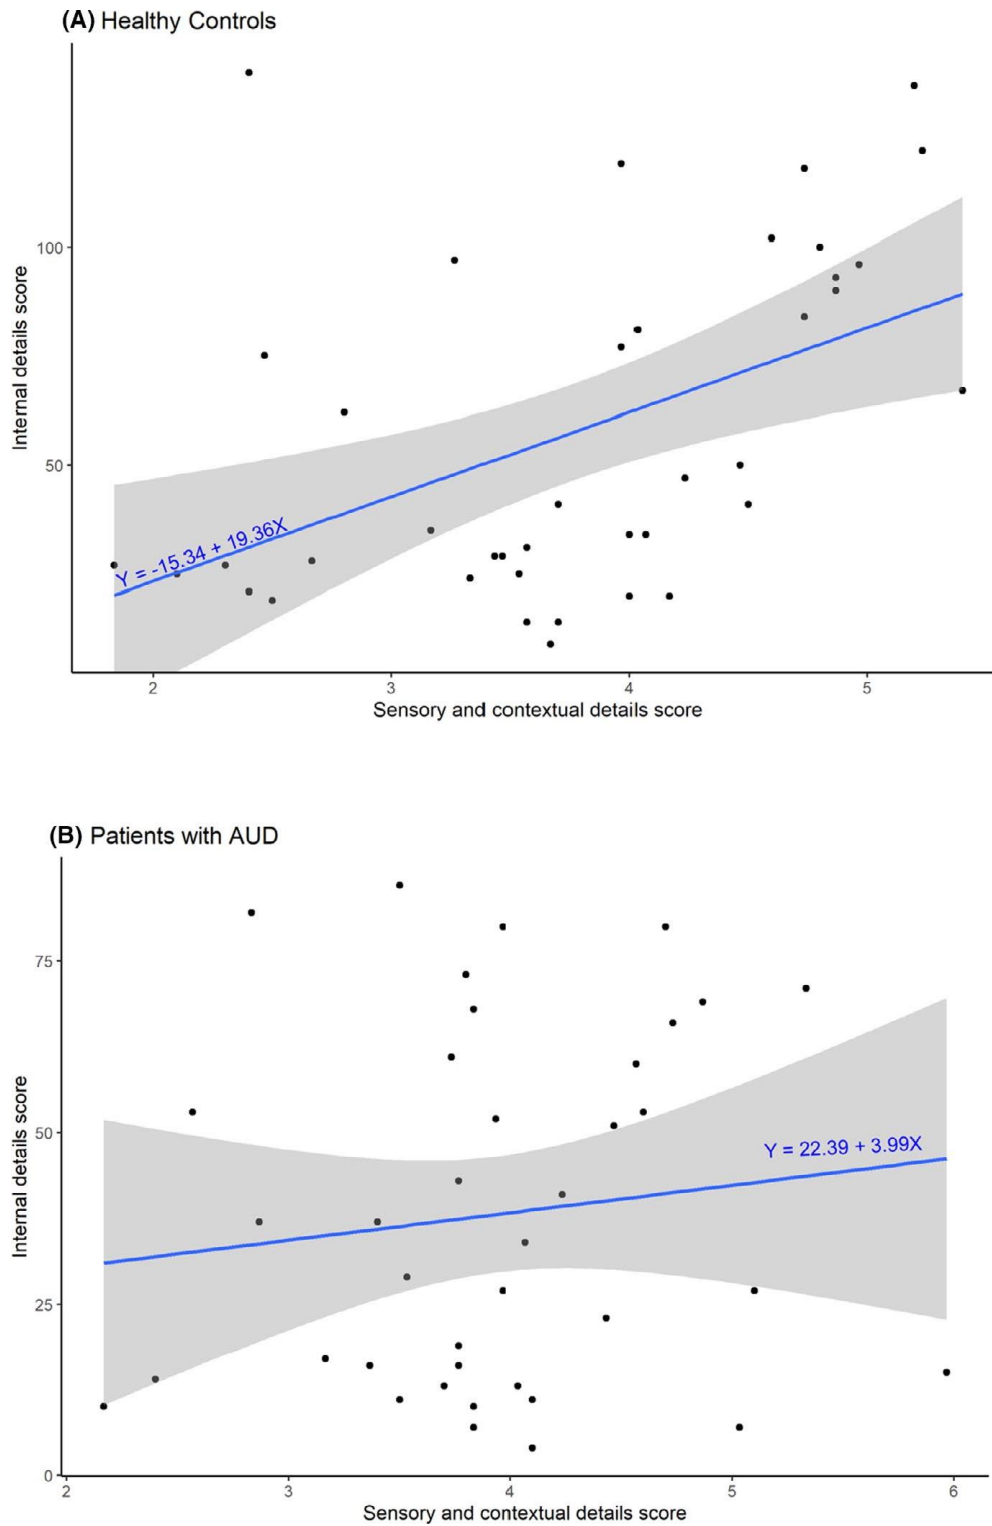 (A) Healthy Controls
Internal details score
100
50
Y = -15.34 + 19.36X
2 3 4 5
Sensory and contextual details score
(B) Patients with AUD
Internal details score
75
50
25
0
Y = 22.39 + 3.99X
2 3 4 5 6
Sensory and contextual details score